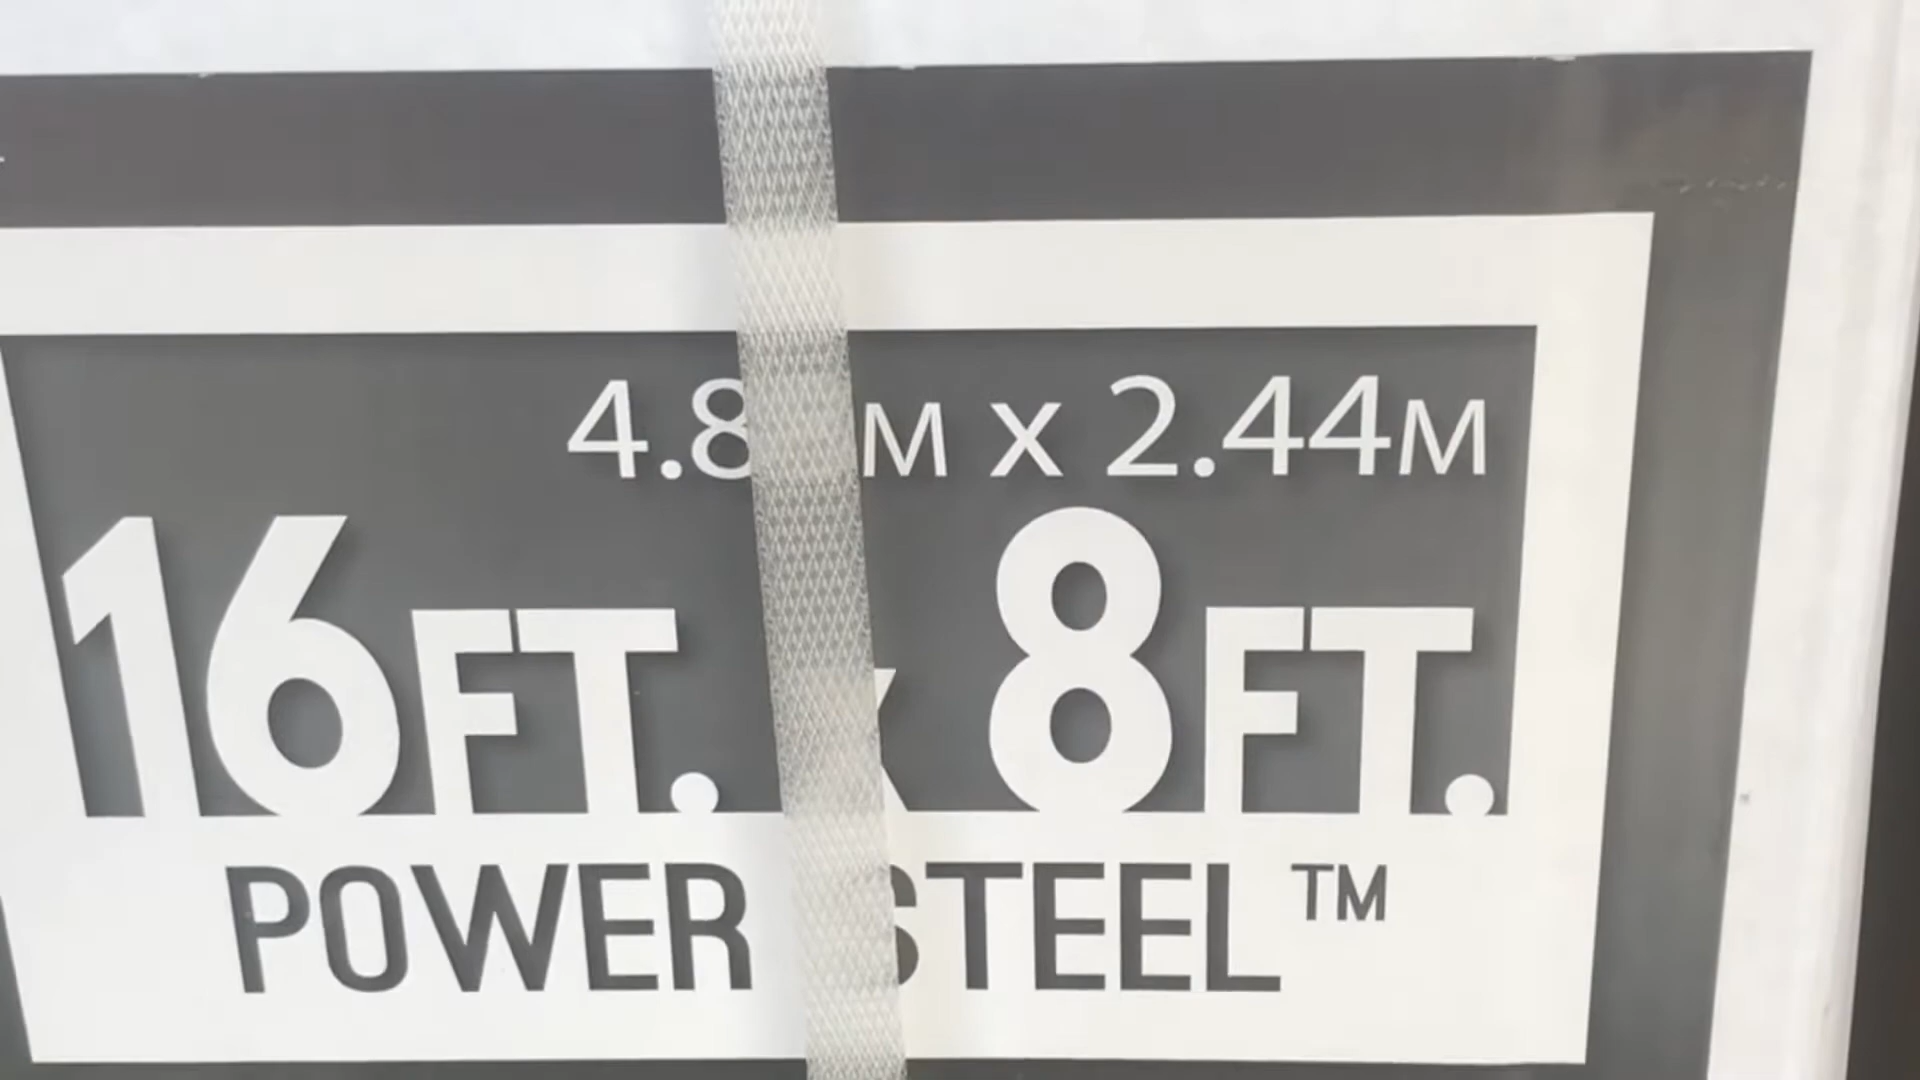 4.8 M x 2.44M
16FT. x 8FT.
POWER STEEL™